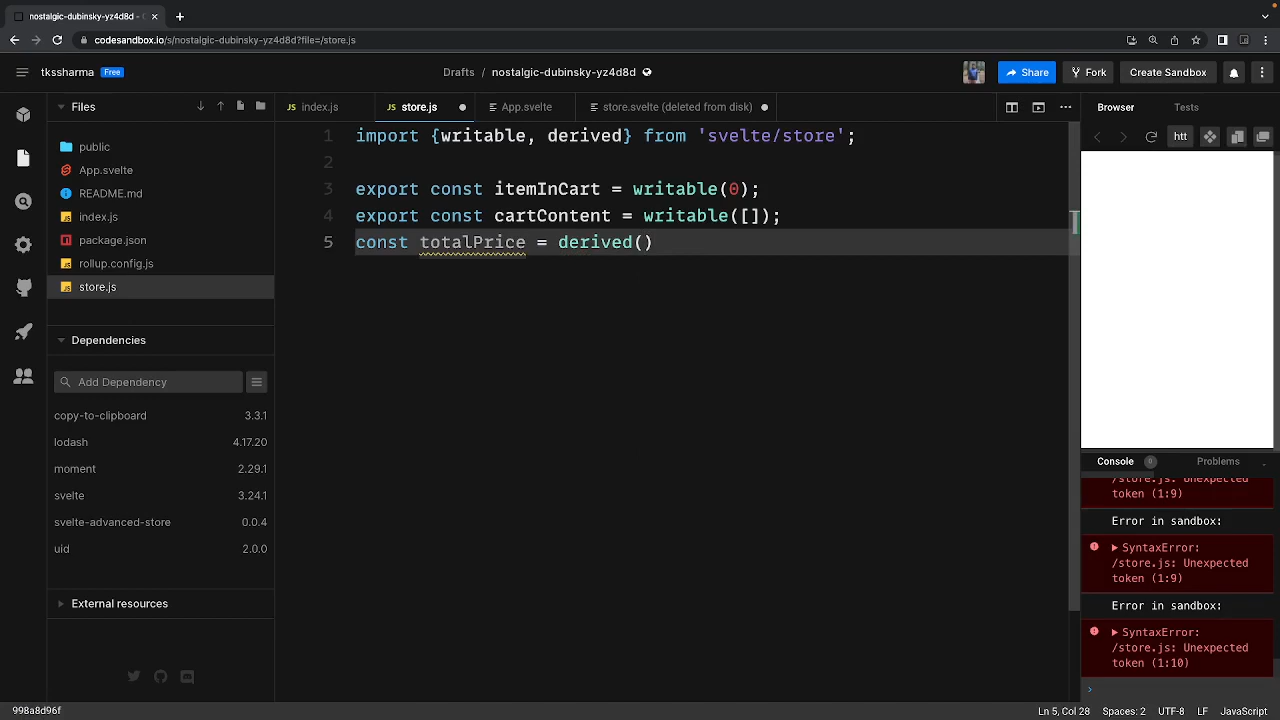 nostalgic-dubinsky-yz4d8d - C
codesandbox.io/s/nostalgic-dubinsky-yz4d8d?file=/store.js
tkssharma Free
Drafts / nostalgic-dubinsky-yz4d8d
Share
Fork
Create Sandbox
Files
index.js
store.js
App.svelte
store.svelte (deleted from disk)
Browser
Tests
htt
public
App.svelte
README.md
index.js
package.json
rollup.config.js
store.js
1 import {writable, derived} from 'svelte/store';
2
3 export const itemInCart = writable(0);
4 export const cartContent = writable([]);
5 const totalPrice = derived()
Dependencies
Add Dependency
copy-to-clipboard 3.3.1
lodash 4.17.20
moment 2.29.1
svelte 3.24.1
svelte-advanced-store 0.0.4
uid 2.0.0
External resources
Console 0
Problems
/store.js: Unexpected
token (1:9)
Error in sandbox:
SyntaxError:
/store.js: Unexpected
token (1:9)
Error in sandbox:
SyntaxError:
/store.js: Unexpected
token (1:10)
998a8d96f
Ln 5, Col 28
Spaces: 2
UTF-8
LF
JavaScript